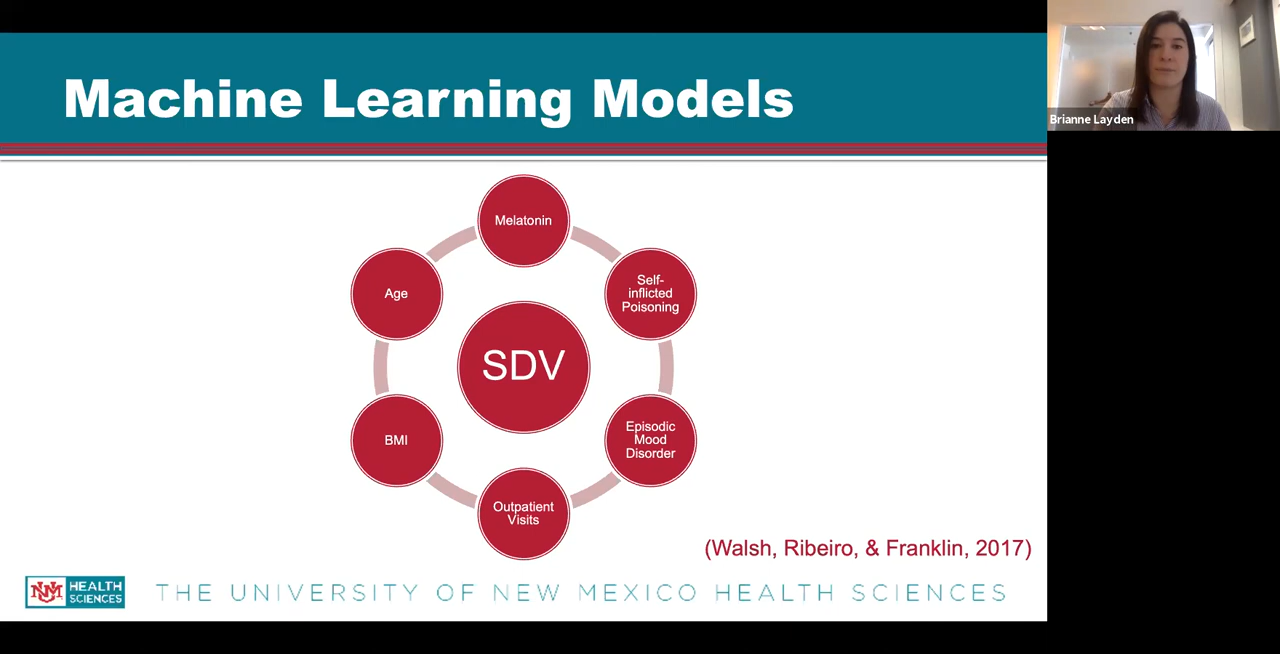 Machine Learning Models
Brianne Layden
Melatonin
Self-
inflicted
Poisoning
Episodic
Mood
Disorder
Outpatient
Visits
BMI
Age
SDV
(Walsh, Ribeiro, & Franklin, 2017)
UNM HEALTH
SCIENCES
THE UNIVERSITY OF NEW MEXICO HEALTH SCIENCES